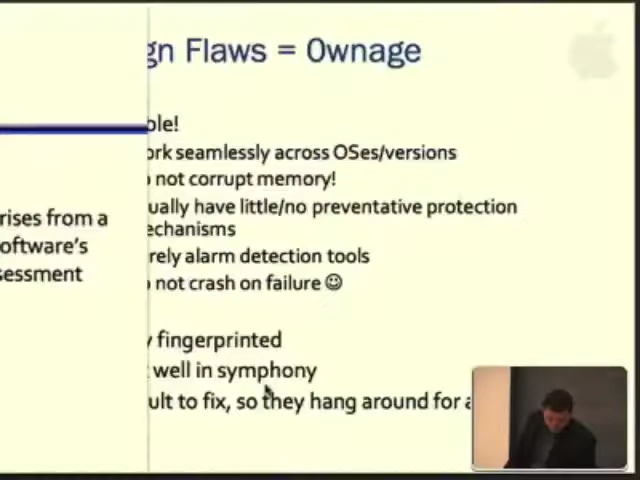 gn Flaws = Ownage
ble!
ork seamlessly across OSes/versions
o not corrupt memory!
ually have little/no preventative protection
echanisms
rely alarm detection tools
o not crash on failure ☺
y fingerprinted
t well in symphony
ult to fix, so they hang around for a
rises from a
oftware's
sessment